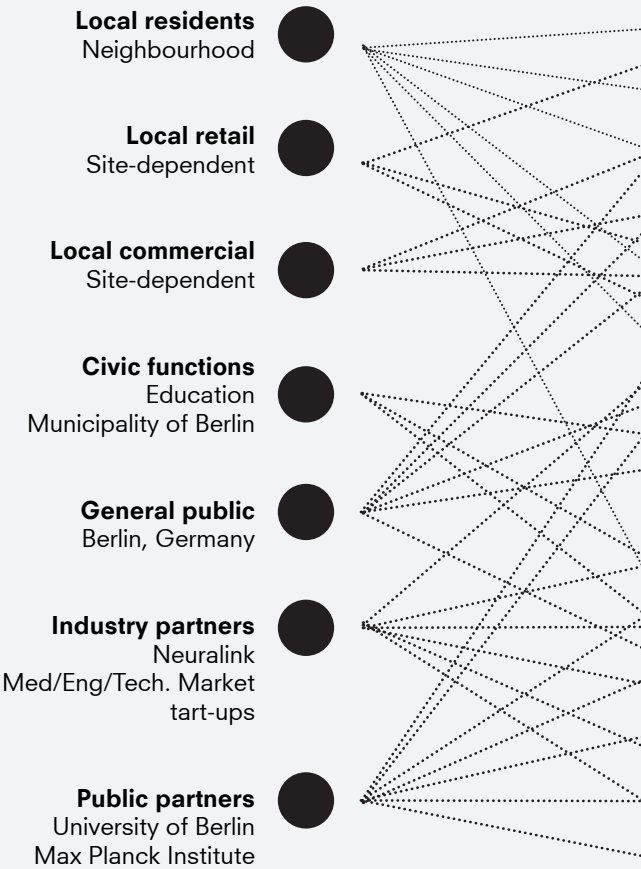 Local residents
Neighbourhood
Local retail
Site-dependent
Local commercial
Site-dependent
Civic functions
Education
Municipality of Berlin
General public
Berlin, Germany
Industry partners
Neuralink
Med/Eng/Tech. Market
tart-ups
Public partners
University of Berlin
Max Planck Institute